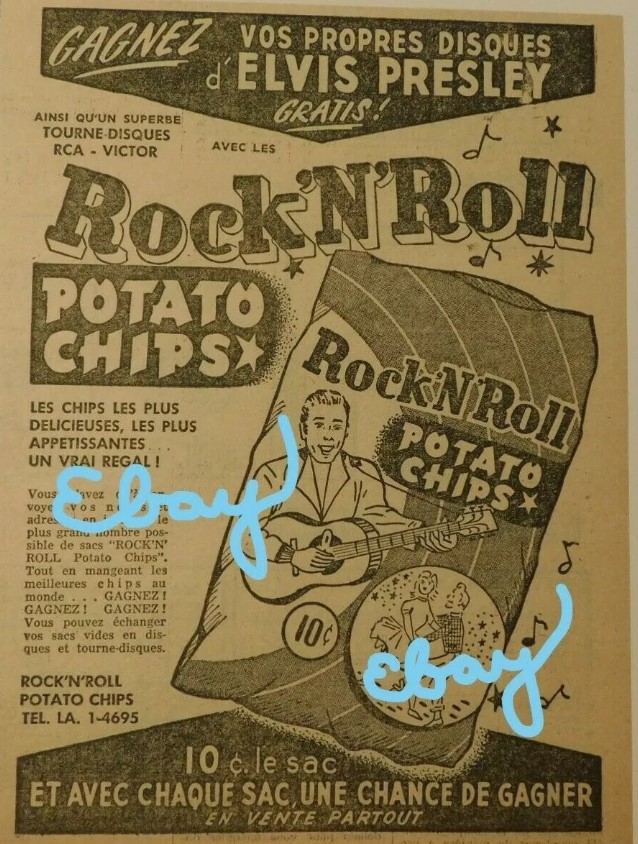 GAGNEZ
VOS PROPRES DISQUES
d'ELVIS PRESLEY
GRATIS!
AINSI QU'UN SUPERBE
TOURNE-DISQUES
RCA - VICTOR
AVEC LES
ROCK'N'ROLL
POTATO
CHIPS
LES CHIPS LES PLUS
DELICIEUSES, LES PLUS
APPETISSANTES...
UN VRAI REGAL!
Vous
voye vos
adres
plus grand nombre pos-
sible de sacs "ROCK'N'
ROLL Potato Chips".
Tout en mangeant les
meilleures chips au
monde . . . GAGNEZ!
GAGNEZ! GAGNEZ!
Vous pouvez échanger
vos sacs vides en dis-
ques et tourne-disques.
ROCK'N'ROLL
POTATO CHIPS
TEL. LA. 1-4695
ROCK'N'ROLL
POTATO
CHIPS
10¢
Ebay
Ebay
10 ¢. le sac
ET AVEC CHAQUE SAC, UNE CHANCE DE GAGNER
EN VENTE PARTOUT